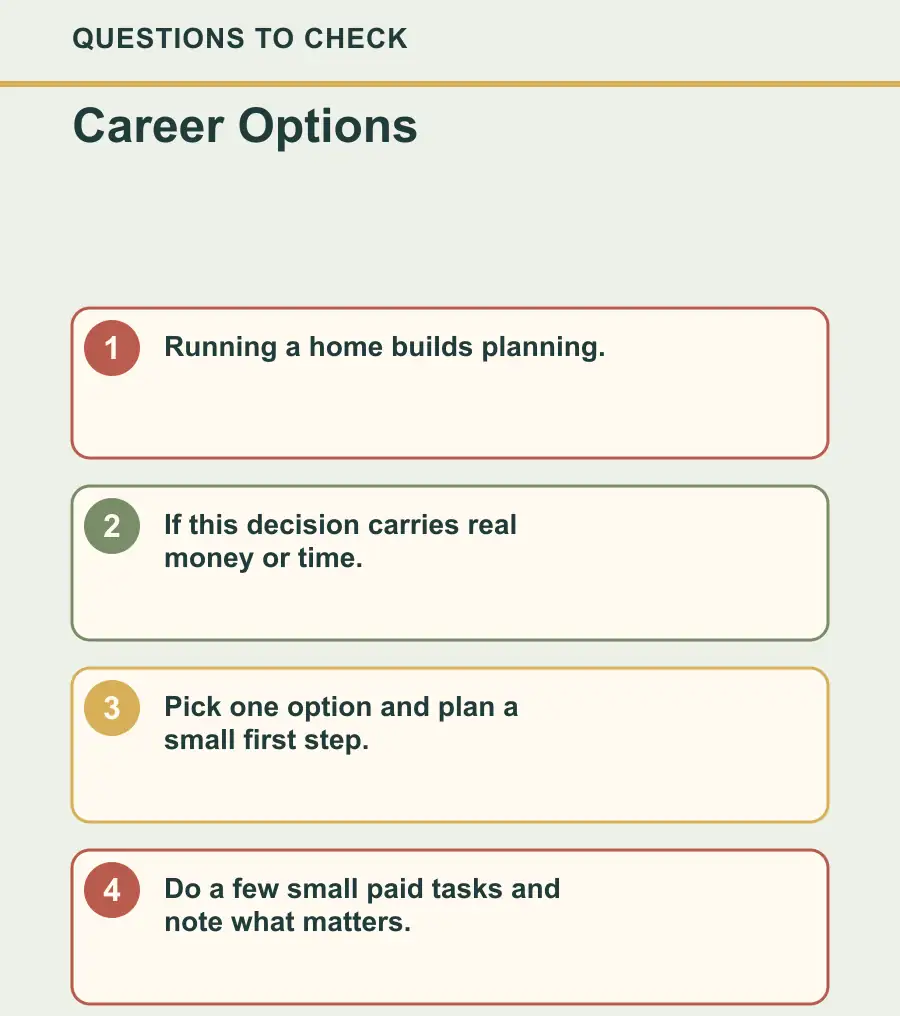 QUESTIONS TO CHECK
Career Options
1 Running a home builds planning.
2 If this decision carries real
money or time.
3 Pick one option and plan a
small first step.
4 Do a few small paid tasks and
note what matters.